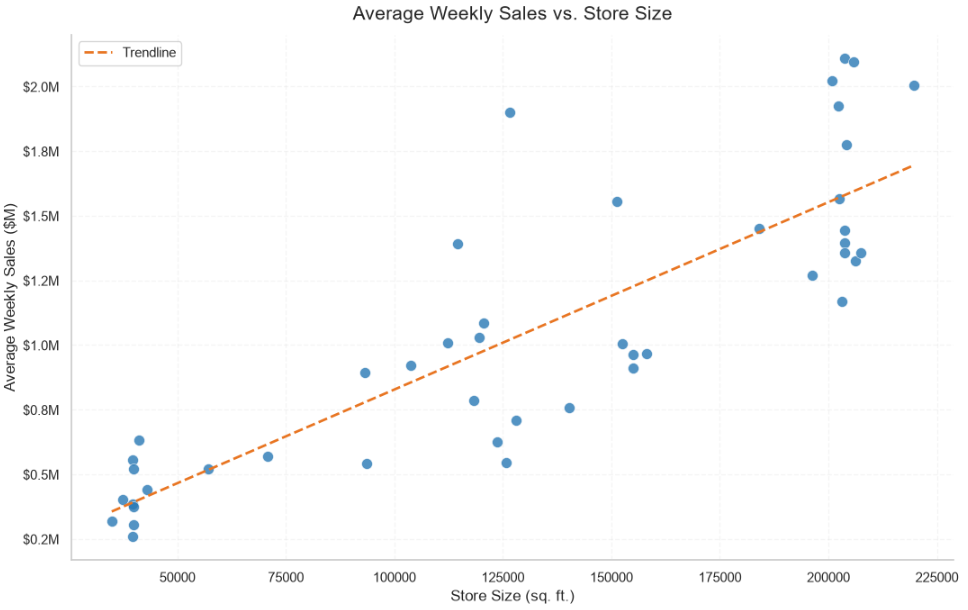 Average Weekly Sales vs. Store Size
Trendline
$2.0M
$1.8M
$1.5M
$1.2M
$1.0M
$0.8M
$0.5M
$0.2M
Average Weekly Sales ($M)
50000 75000 100000 125000 150000 175000 200000 225000
Store Size (sq. ft.)